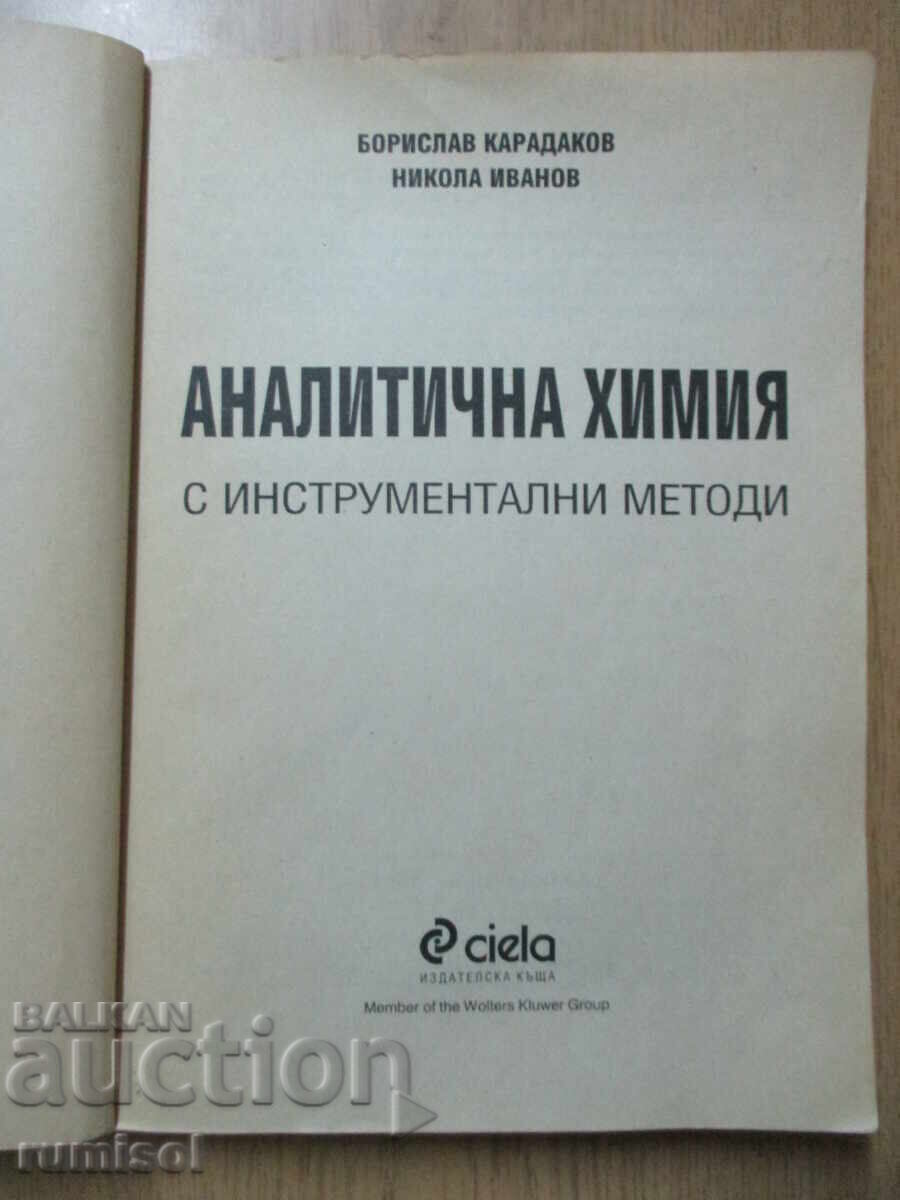 БОРИСЛАВ КАРАДАКОВ
НИКОЛА ИВАНОВ
АНАЛИТИЧНА ХИМИЯ
С ИНСТРУМЕНТАЛНИ МЕТОДИ
ciela
ИЗДАТЕЛСКА КЪЩА
Member of the Wolters Kluwer Group
BALKAN
auction
rumisol